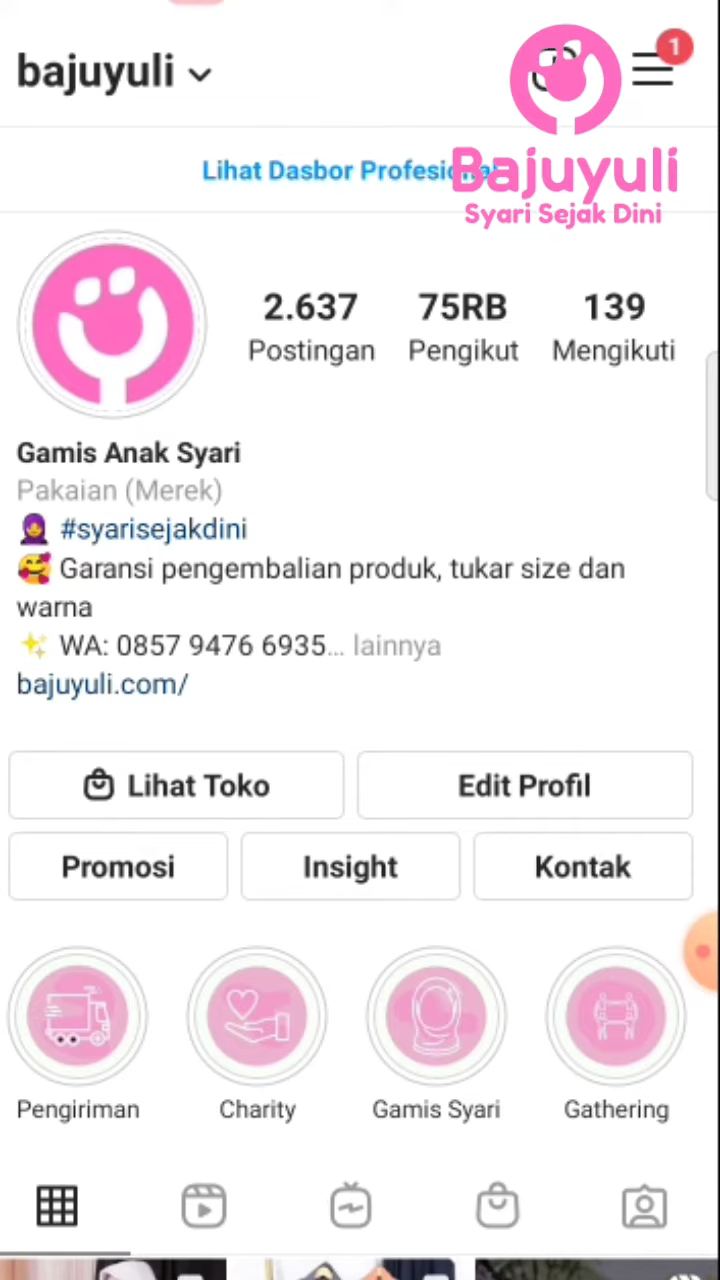 bajuyuli
1
Lihat Dasbor Profesional
Bajuyuli
Syari Sejak Dini
2.637 75RB 139
Postingan Pengikut Mengikuti
Gamis Anak Syari
Pakaian (Merek)
#syarisejakdini
Garansi pengembalian produk, tukar size dan
warna
WA: 0857 9476 6935... lainnya
bajuyuli.com/
Lihat Toko Edit Profil
Promosi Insight Kontak
Pengiriman Charity Gamis Syari Gathering